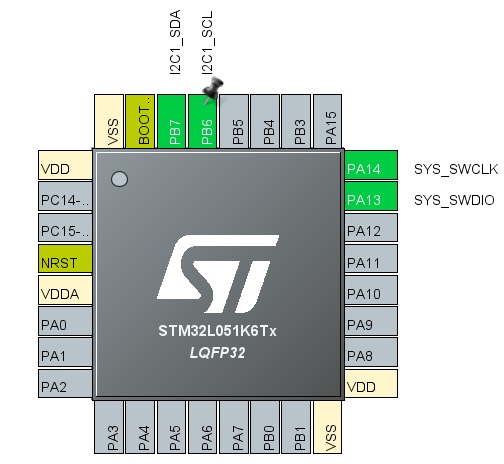 I2C1_SDA
I2C1_SCL
VSS
BOOT..
PB7
PB6
PB5
PB4
PB3
PA15
VDD
PC14-..
PC15-..
NRST
VDDA
PA0
PA1
PA2
PA14 SYS_SWCLK
PA13 SYS_SWDIO
PA12
PA11
PA10
PA9
PA8
VDD
ST
STM32L051K6Tx
LQFP32
PA3
PA4
PA5
PA6
PA7
PB0
PB1
VSS